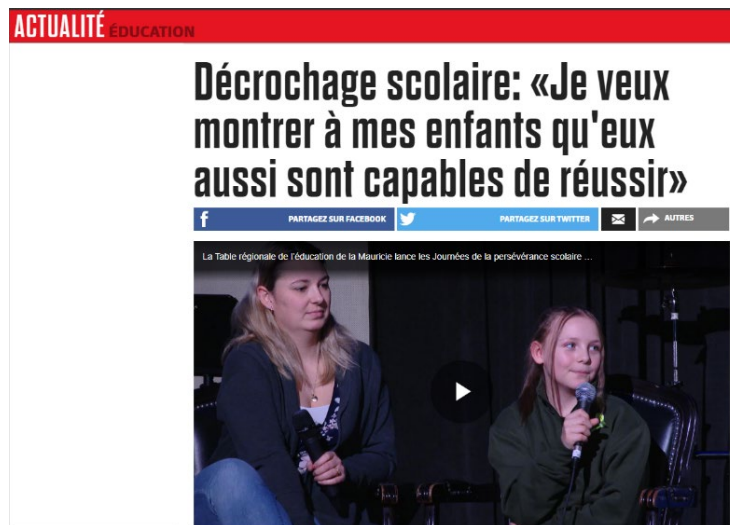 ACTUALITÉ ÉDUCATION
Décrochage scolaire: «Je veux
montrer à mes enfants qu'eux
aussi sont capables de réussir»
PARTAGEZ SUR FACEBOOK PARTAGEZ SUR TWITTER AUTRES
La Table régionale de l'éducation de la Mauricie lance les Journées de la persévérance scolaire ...